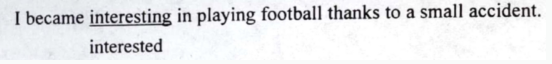 I became interesting in playing football thanks to a small accident.
interested